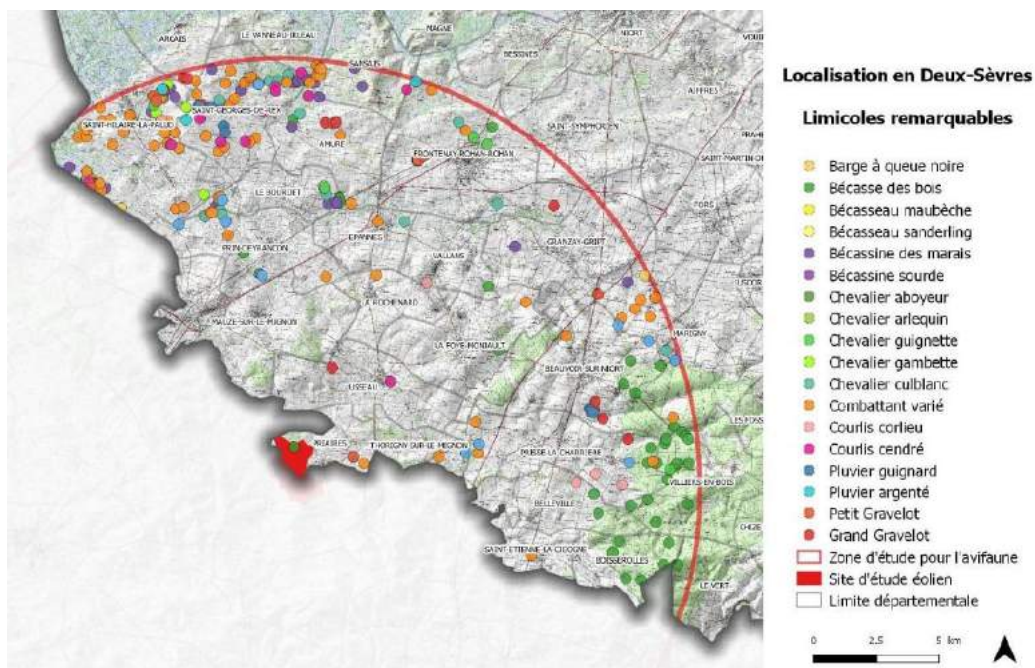 ARCAIS
LE VANNEAU-IRLEAU
MAGNE
NIORT
BESSINES
SANSAIS
AIFFRES
SAINT-GEORGES-DE-REX
SAINT-HILAIRE-LA-PALUD
SAINT-SYMPHORIEN
AMURE
FRONTENAY-ROHAN-ROHAN
LE BOURDET
FORS
EPANNES
PRIN-DEYRANCON
GRANZAY-GRIPT
VALLANS
LA ROCHENARD
MAUZE-SUR-LE-MIGNON
MARIGNY
LA FOYE-MONJAULT
BEAUVOIR-SUR-NIORT
USSEAU
PRIAIRES
THORIGNY-SUR-LE-MIGNON
PRISSE-LA-CHARRIERE
VILLIERS-EN-BOIS
BELLEVILLE
SAINT-ETIENNE-LA-CIGOGNE
BOISSEROLLES
LE VERT
Localisation en Deux-Sèvres
Limicoles remarquables
Barge à queue noire
Bécasse des bois
Bécasseau maubèche
Bécasseau sanderling
Bécassine des marais
Bécassine sourde
Chevalier aboyeur
Chevalier arlequin
Chevalier guignette
Chevalier gambette
Chevalier culblanc
Combattant varié
Courlis corlieu
Courlis cendré
Pluvier guignard
Pluvier argenté
Petit Gravelot
Grand Gravelot
Zone d'étude pour l'avifaune
Site d'étude éolien
Limite départementale
0 2.5 5 km